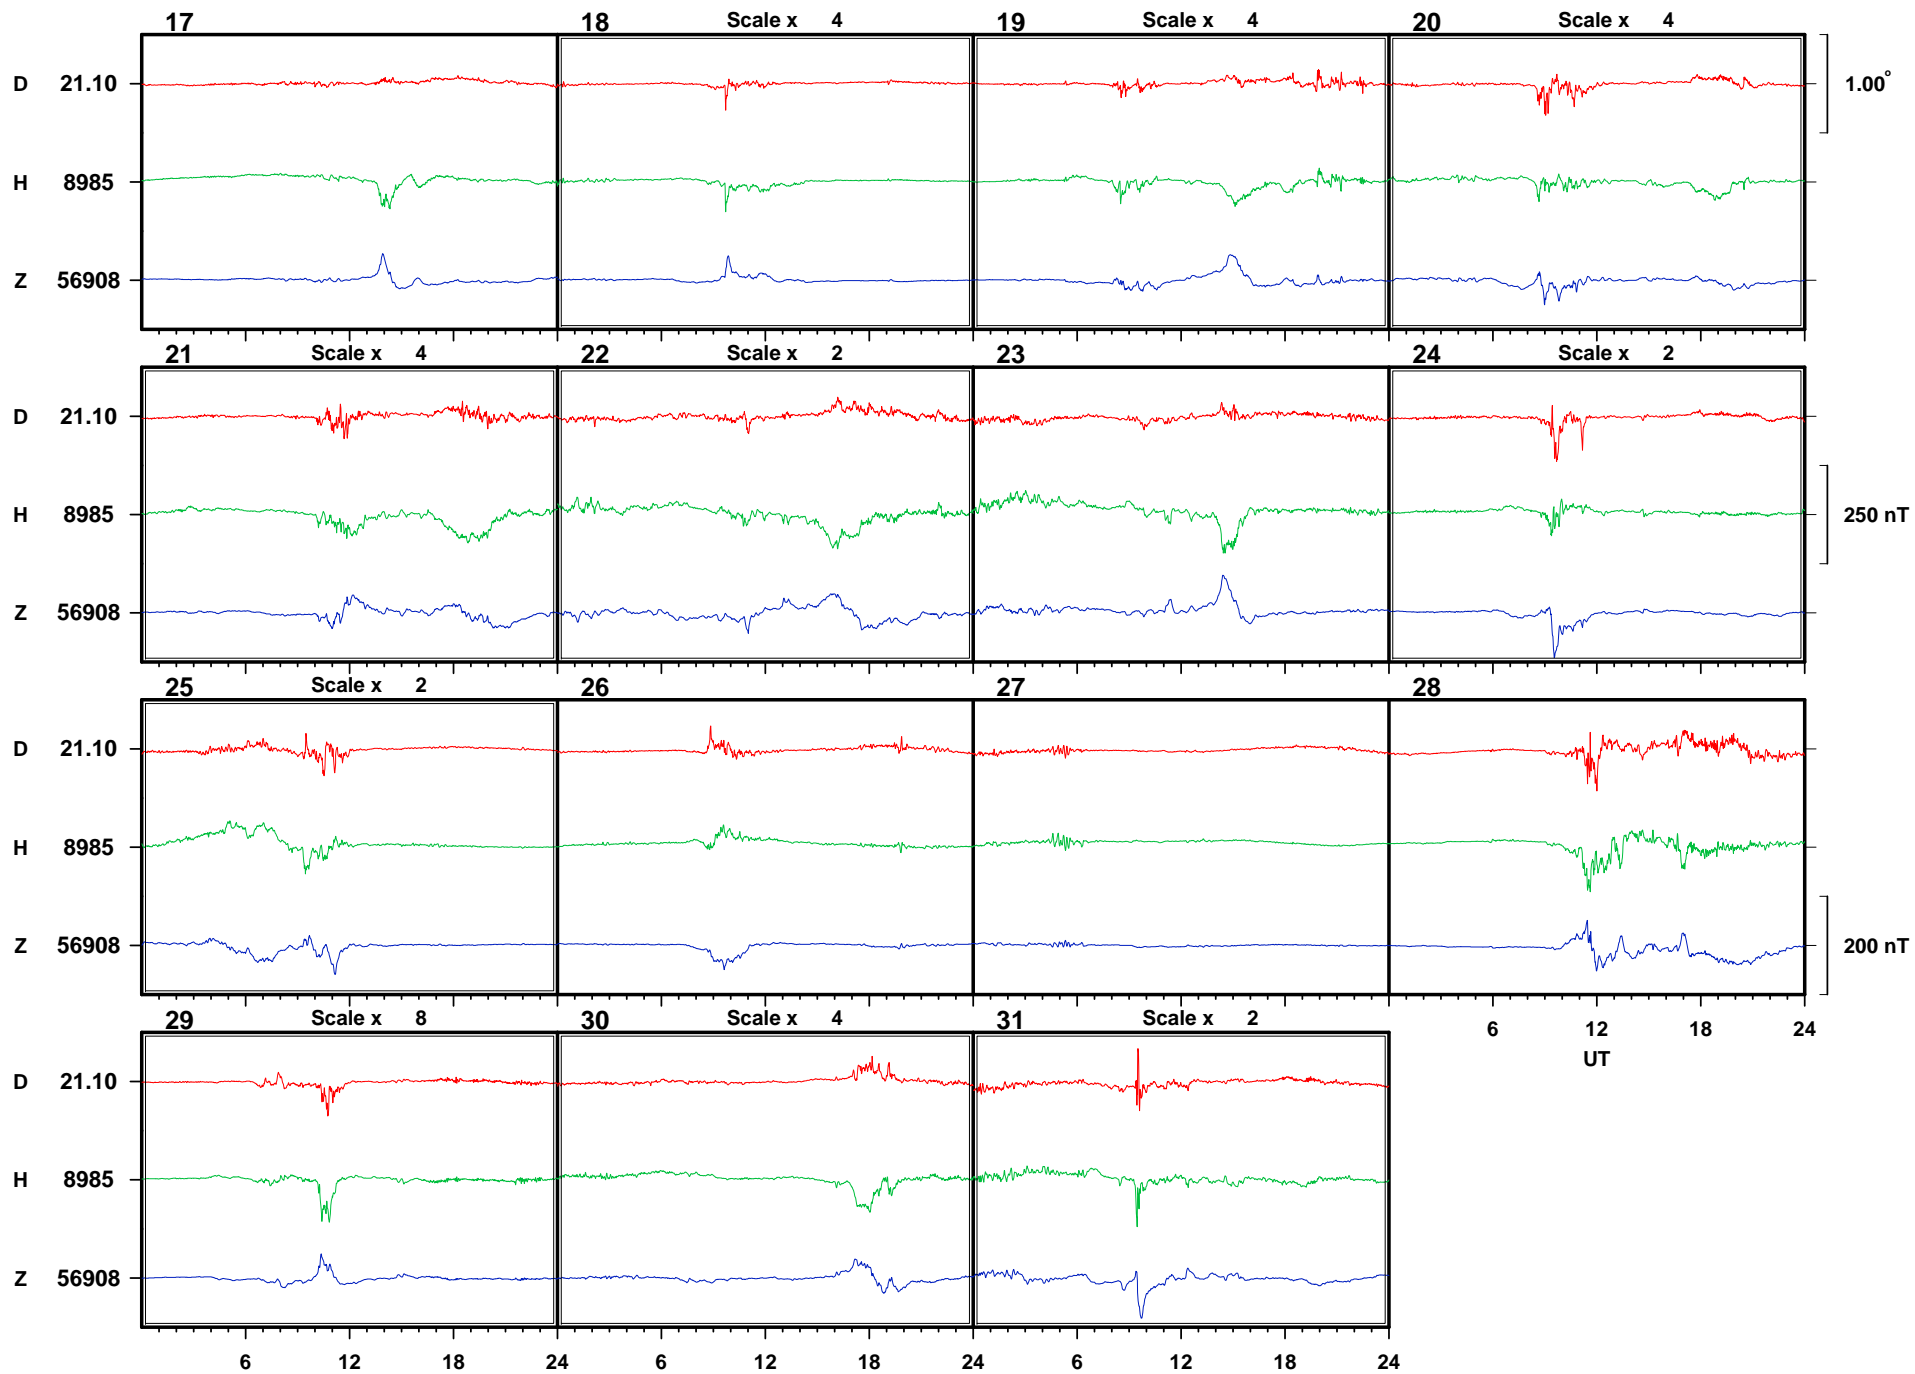 17 18 Scale x 4 19 Scale x 4 20 Scale x 4
D 21.10 1.00°
H 8985
Z 56908
21 Scale x 4 22 Scale x 2 23 24 Scale x 2
D 21.10
H 8985 250 nT
Z 56908
25 Scale x 2 26 27 28
D 21.10
H 8985
Z 56908 200 nT
29 Scale x 8 30 Scale x 4 31 Scale x 2 6 12 18 24
UT
D 21.10
H 8985
Z 56908
6 12 18 24 6 12 18 24 6 12 18 24